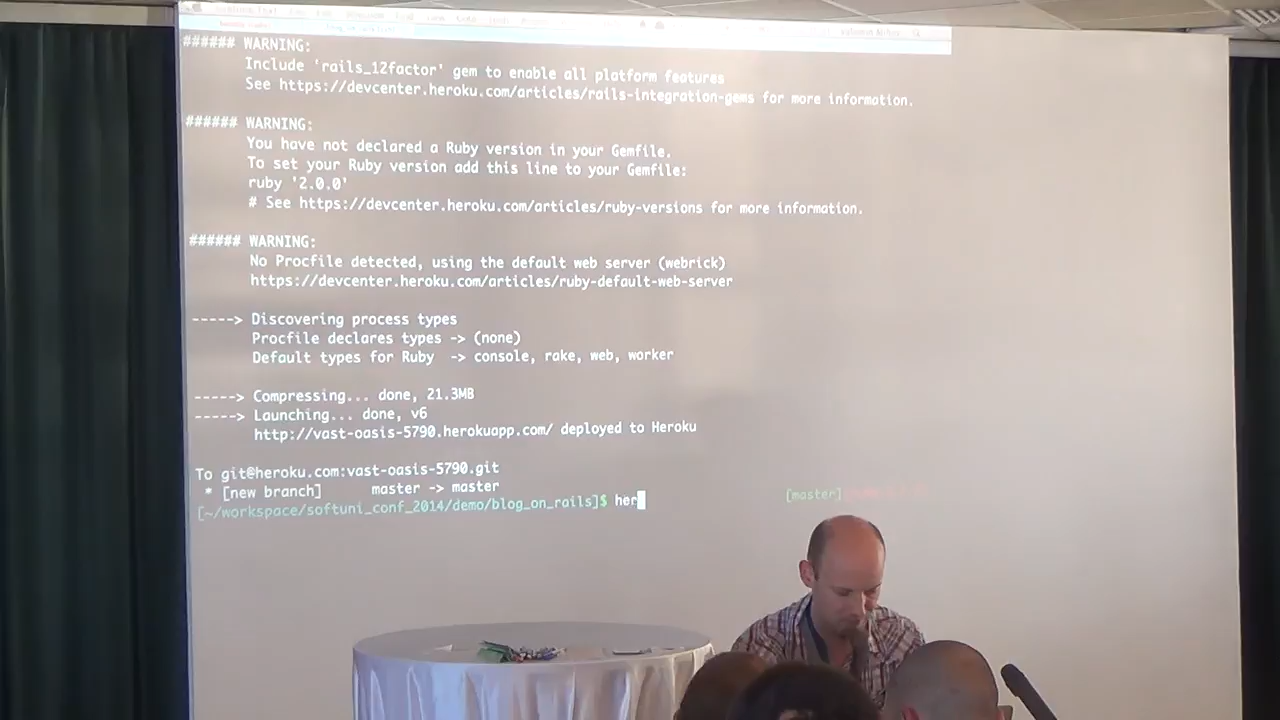 ###### WARNING:
Include 'rails_12factor' gem to enable all platform features
See https://devcenter.heroku.com/articles/rails-integration-gems for more information.
###### WARNING:
You have not declared a Ruby version in your Gemfile.
To set your Ruby version add this line to your Gemfile:
ruby '2.0.0'
# See https://devcenter.heroku.com/articles/ruby-versions for more information.
###### WARNING:
No Procfile detected, using the default web server (webrick)
https://devcenter.heroku.com/articles/ruby-default-web-server
-----> Discovering process types
Procfile declares types -> (none)
Default types for Ruby -> console, rake, web, worker
-----> Compressing... done, 21.3MB
-----> Launching... done, v6
http://vast-oasis-5790.herokuapp.com/ deployed to Heroku
To git@heroku.com:vast-oasis-5790.git
* [new branch] master -> master
[~/workspace/softuni_conf_2014/demo/blog_on_rails]$ her [master]